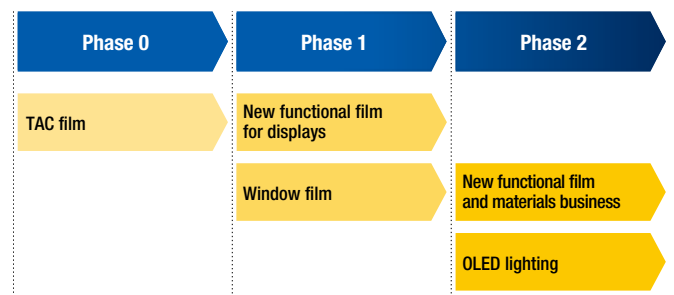 Phase 0
Phase 1
Phase 2
TAC film
New functional film
for displays
Window film
New functional film
and materials business
OLED lighting